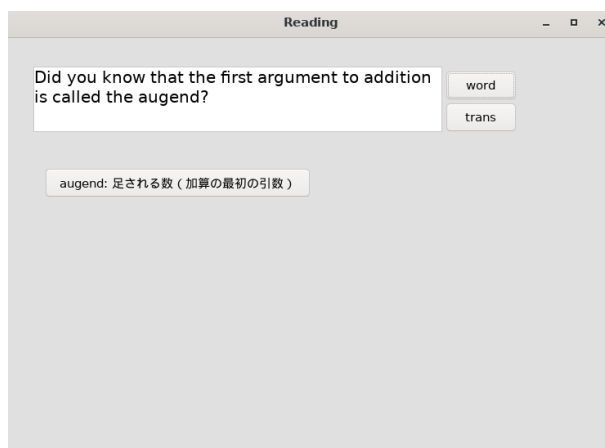 Reading
Did you know that the first argument to addition
is called the augend?
word
trans
augend: 足される数 ( 加算の最初の引数 )